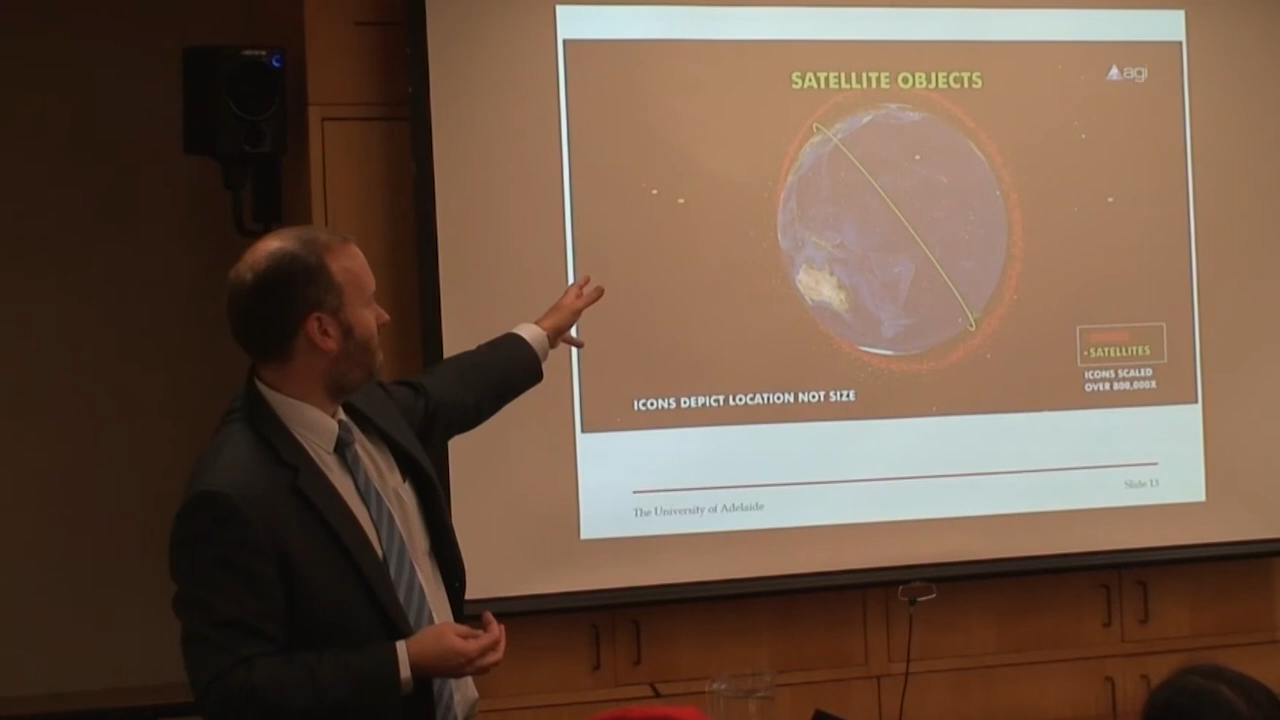 SATELLITE OBJECTS
agi
- SATELLITES
ICONS SCALED
OVER 800,000X
ICONS DEPICT LOCATION NOT SIZE
Slide 13
The University of Adelaide